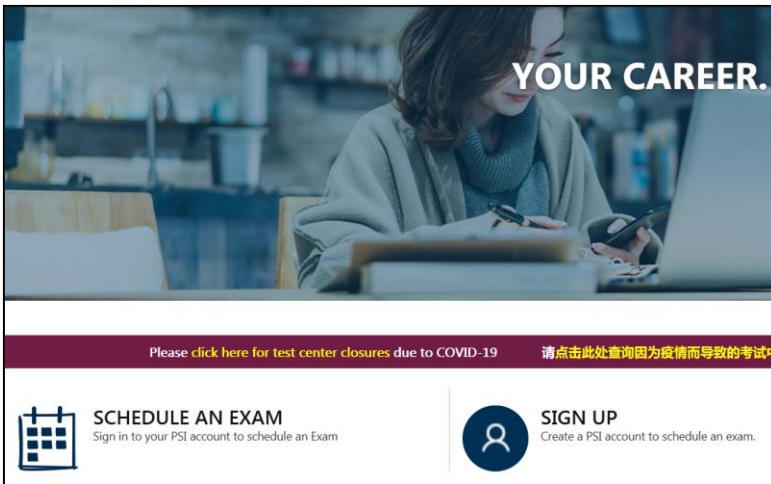 YOUR CAREER.
Please click here for test center closures due to COVID-19 请点击此处查询因为疫情而导致的考试中
SCHEDULE AN EXAM
Sign in to your PSI account to schedule an Exam
SIGN UP
Create a PSI account to schedule an exam.